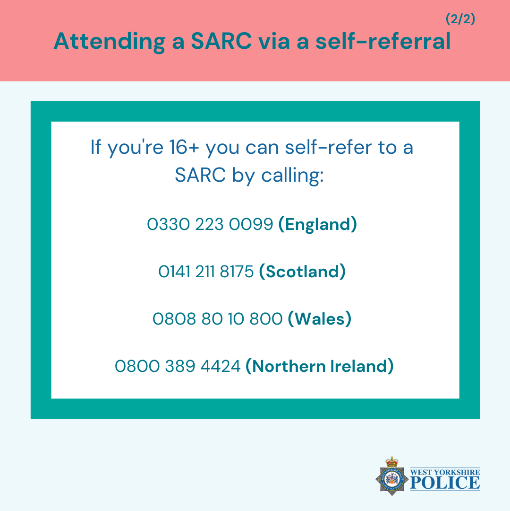 (2/2)
Attending a SARC via a self-referral
If you're 16+ you can self-refer to a
SARC by calling:
0330 223 0099 (England)
0141 211 8175 (Scotland)
0808 80 10 800 (Wales)
0800 389 4424 (Northern Ireland)
WEST YORKSHIRE
POLICE